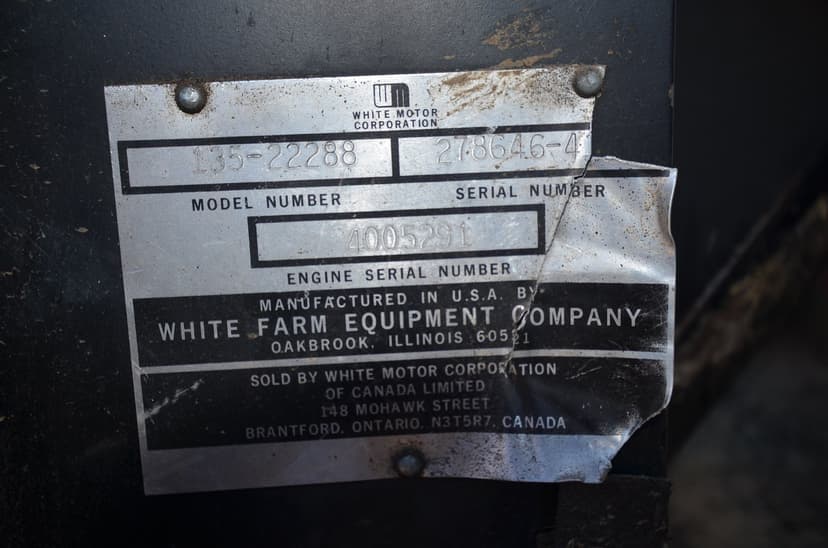 WM
WHITE MOTOR
CORPORATION
135-22288 278646-4
MODEL NUMBER SERIAL NUMBER
4005291
ENGINE SERIAL NUMBER
MANUFACTURED IN U.S.A. BY
WHITE FARM EQUIPMENT COMPANY
OAKBROOK, ILLINOIS 60521
SOLD BY WHITE MOTOR CORPORATION
OF CANADA LIMITED
148 MOHAWK STREET
BRANTFORD, ONTARIO, N3T5R7, CANADA